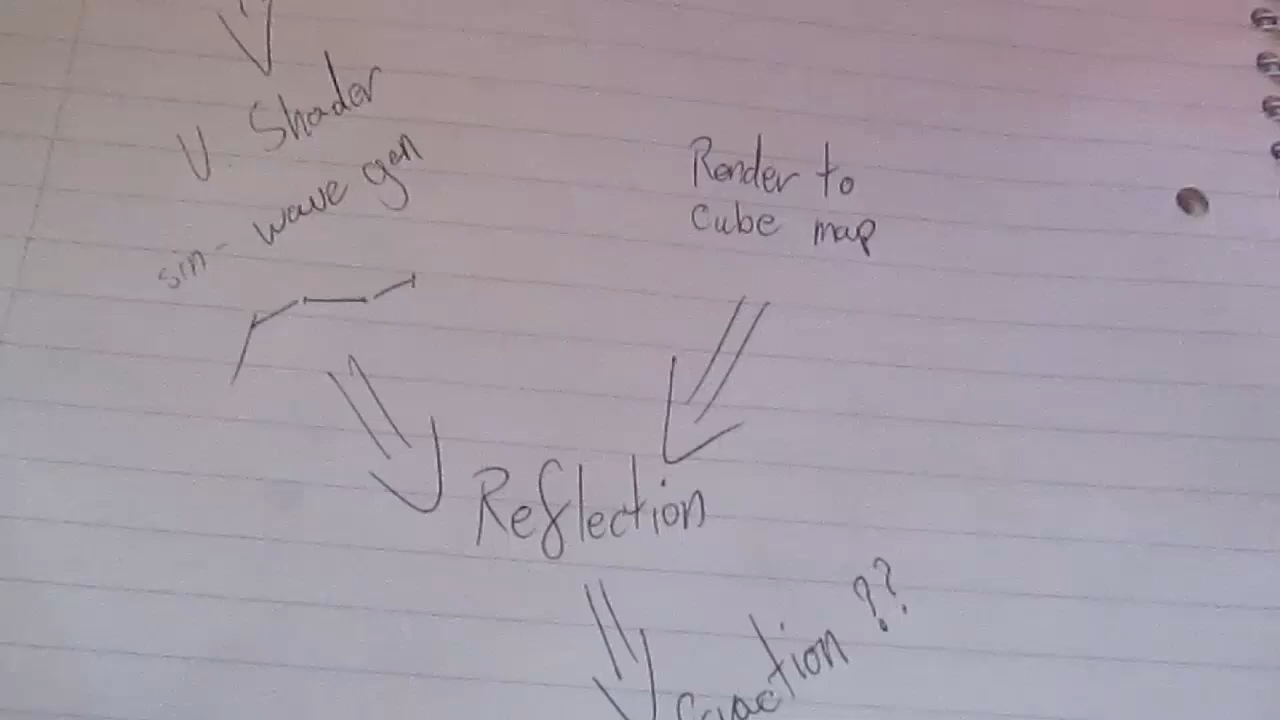 V Shader
sin- wave gen
Render to
Cube map
Reflection
??